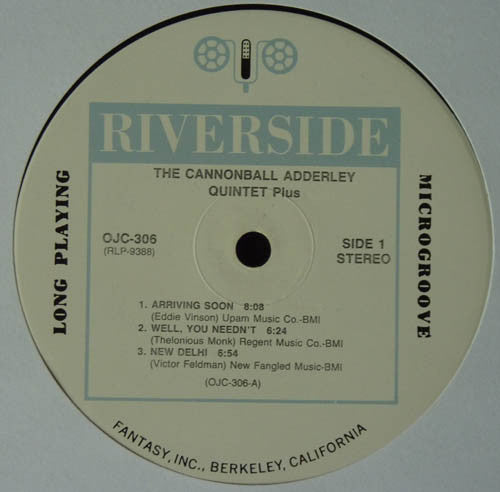 RIVERSIDE
THE CANNONBALL ADDERLEY
QUINTET Plus
OJC-306
(RLP-9388)
SIDE 1
STEREO
LONG PLAYING
MICROGROOVE
1. ARRIVING SOON 8:08
(Eddie Vinson) Upam Music Co.-BMI
2. WELL, YOU NEEDN'T 6:24
(Thelonious Monk) Regent Music Co.-BMI
3. NEW DELHI 6:54
(Victor Feldman) New Fangled Music-BMI
(OJC-306-A)
FANTASY, INC., BERKELEY, CALIFORNIA